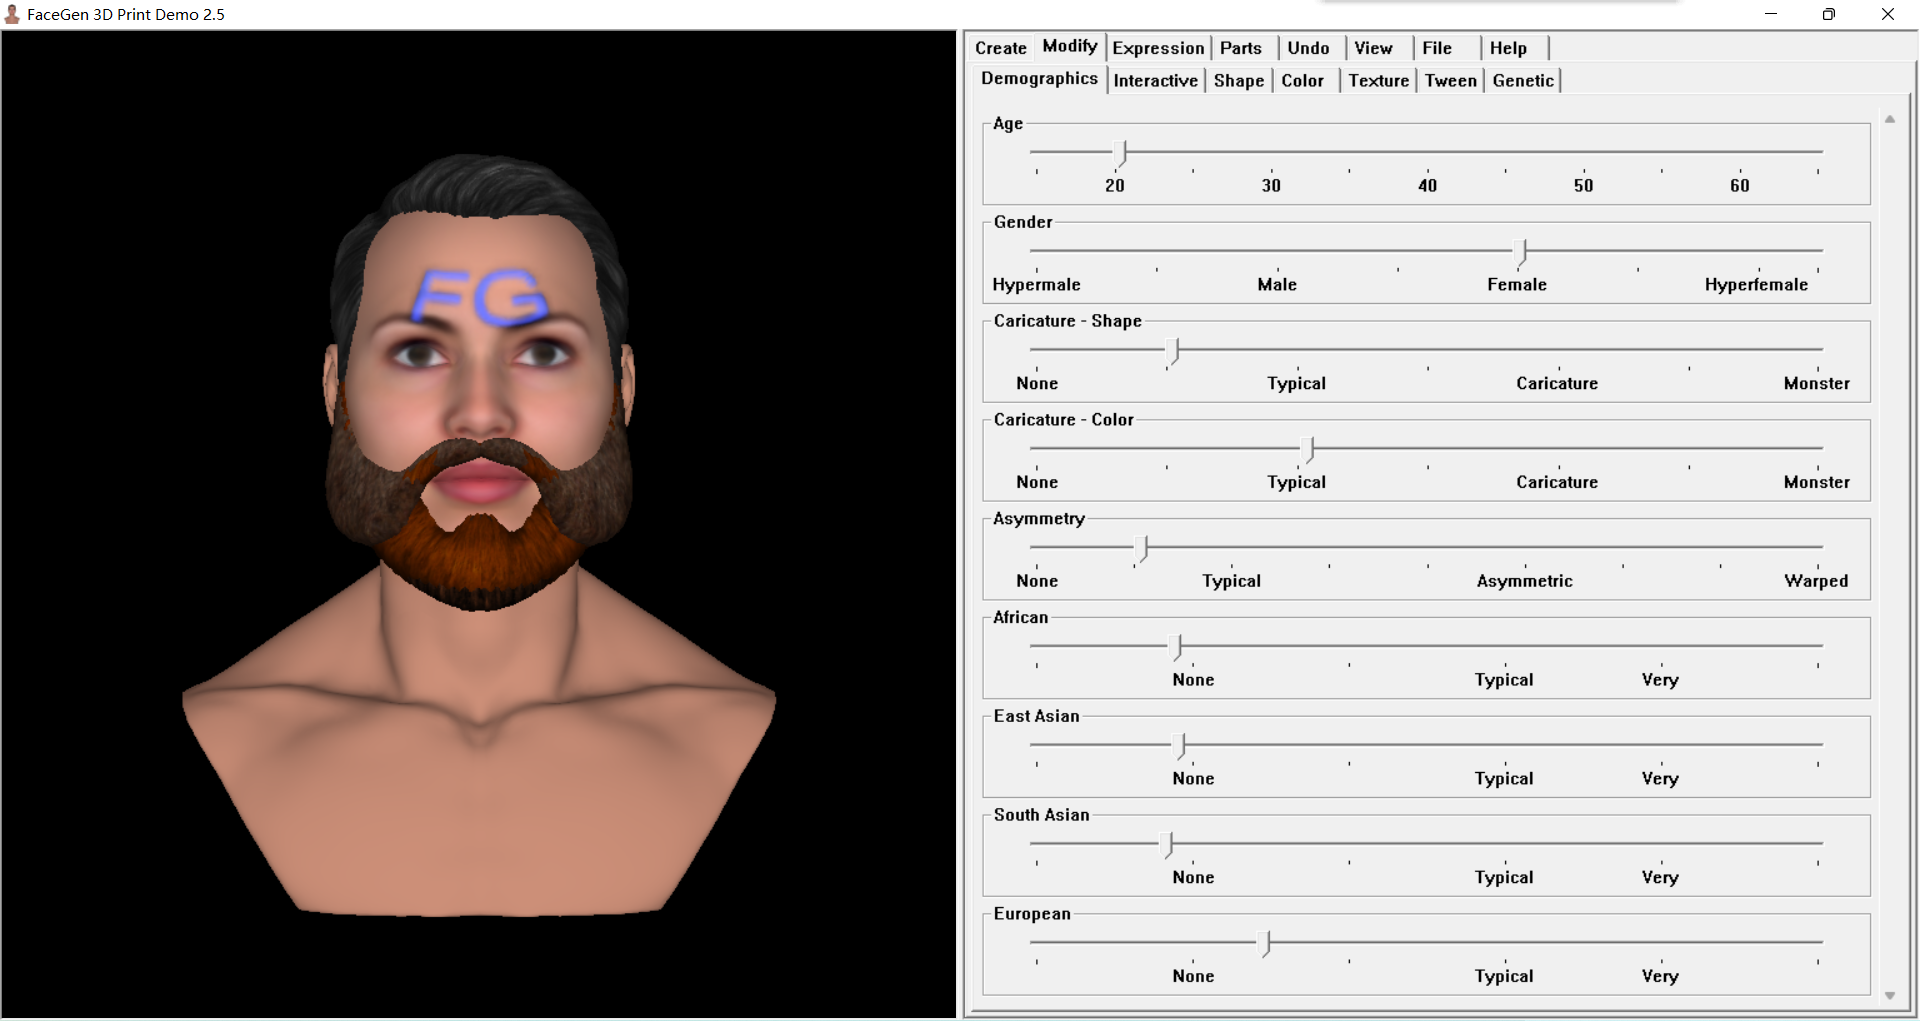 FaceGen 3D Print Demo 2.5
Create Modify Expression Parts Undo View File Help
Demographics Interactive Shape Color Texture Tween Genetic
FG
Age
20 30 40 50 60
Gender
Hypermale Male Female Hyperfemale
Caricature - Shape
None Typical Caricature Monster
Caricature - Color
None Typical Caricature Monster
Asymmetry
None Typical Asymmetric Warped
African
None Typical Very
East Asian
None Typical Very
South Asian
None Typical Very
European
None Typical Very